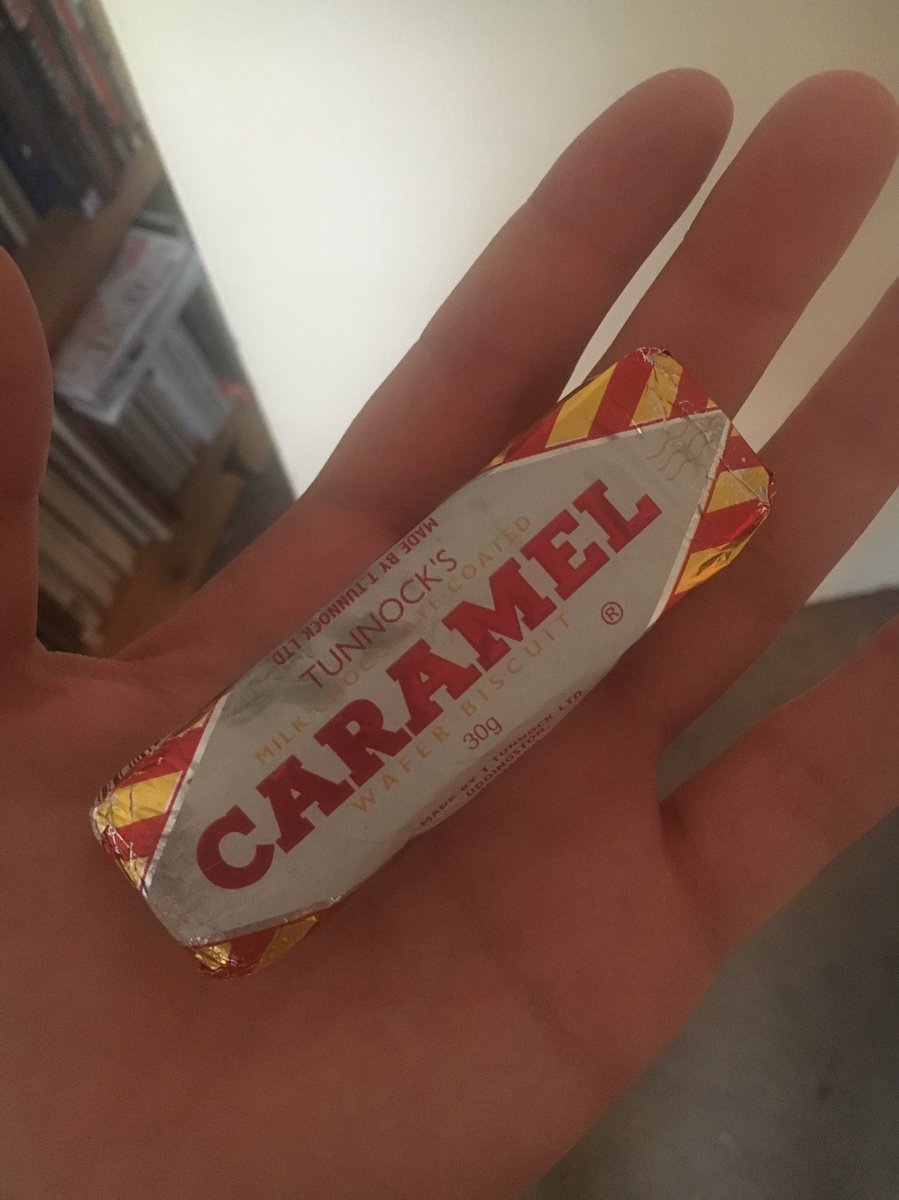 MADE BY T.TUNNOCK LTD.
TUNNOCK'S
MILK CHOCOLATE COATED
CARAMEL
®
WAFER BISCUIT
30g
MADE BY T.TUNNOCK LTD
UDDINGSTON